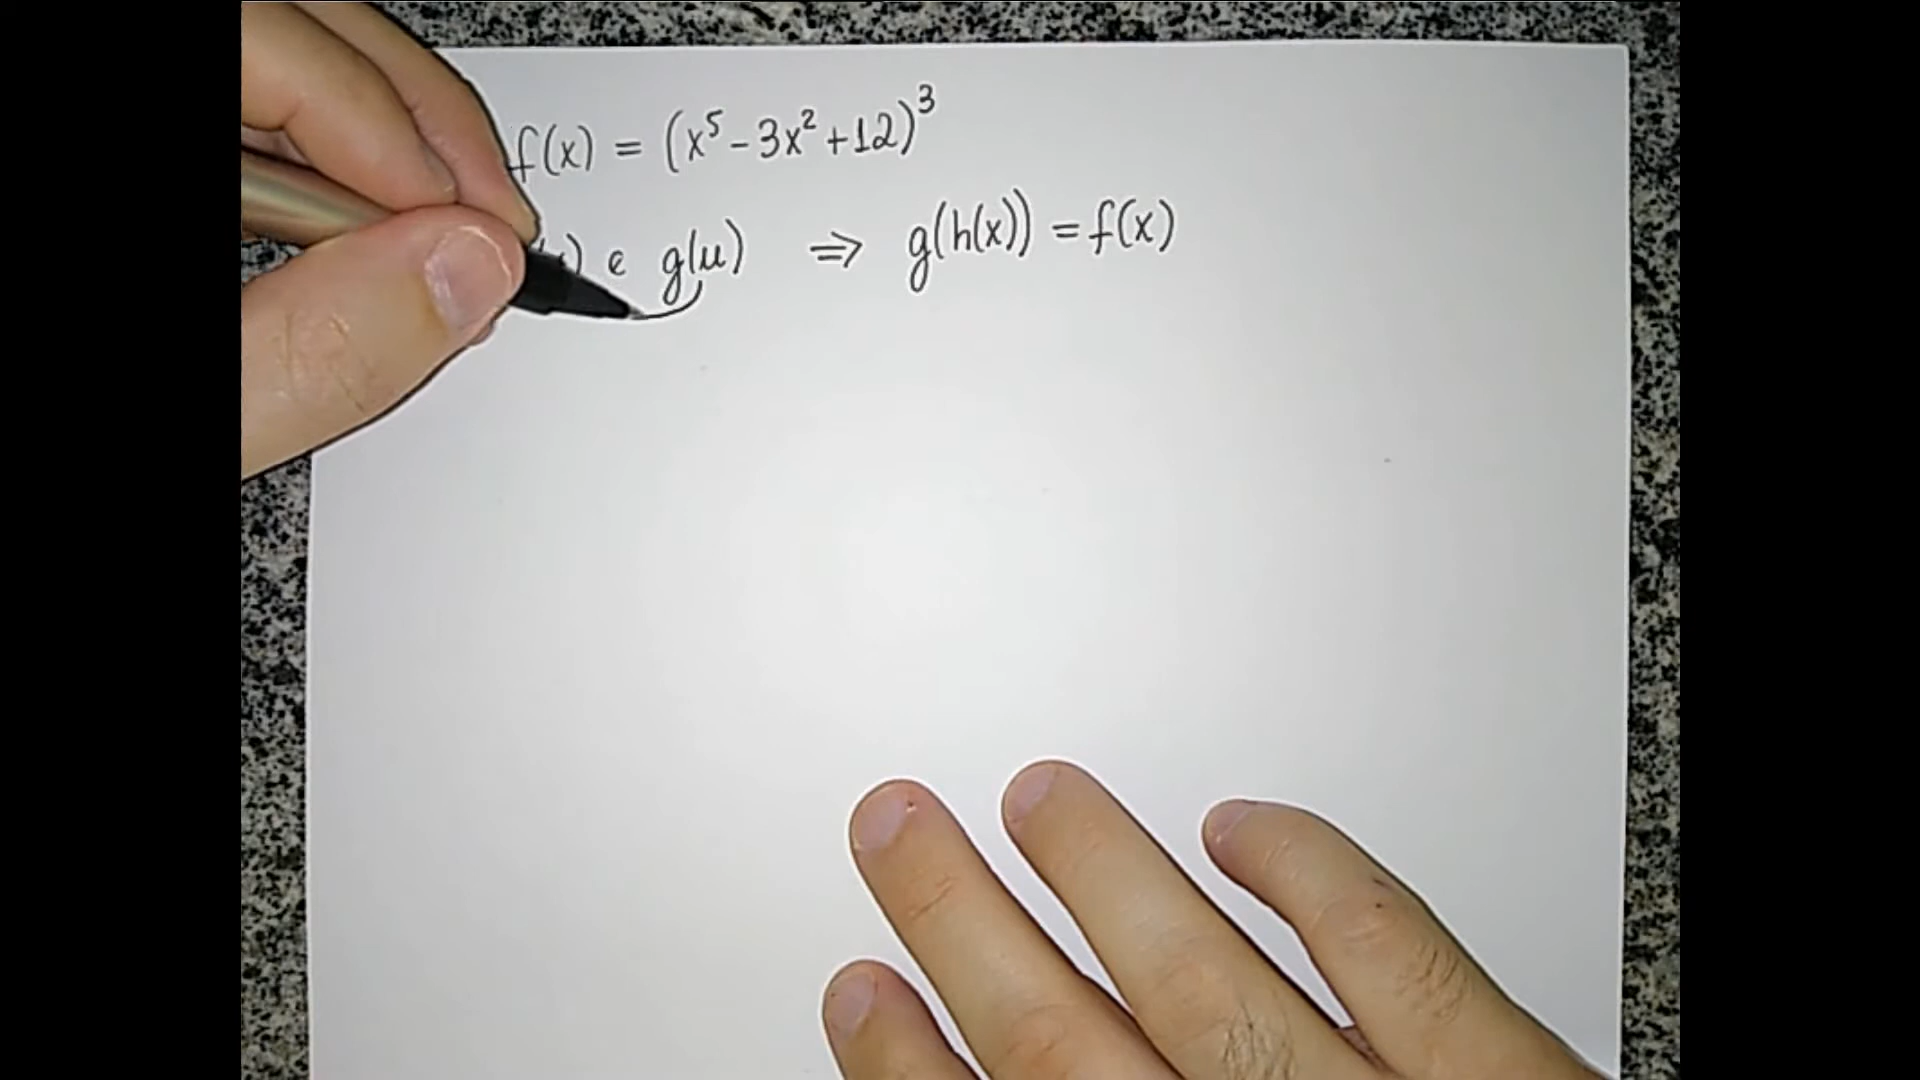 f(x) = (x⁵ - 3x² + 12)³
) e g(u) ⇒ g(h(x)) = f(x)